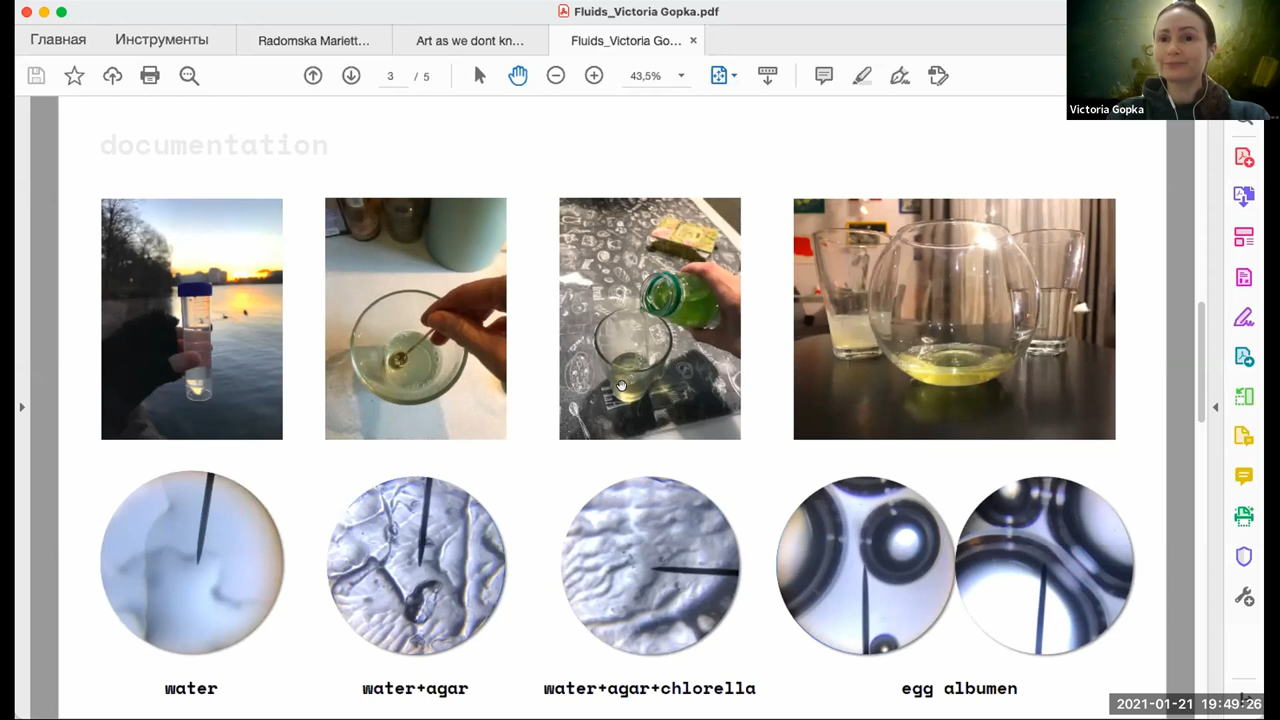 Fluids_Victoria Gopka.pdf
Главная
Инструменты
Radomska Mariett...
Art as we dont kn...
Fluids_Victoria Go...
3 / 5
43,5%
Victoria Gopka
documentation
water
water+agar
water+agar+chlorella
egg albumen
2021-01-21 19:49:26